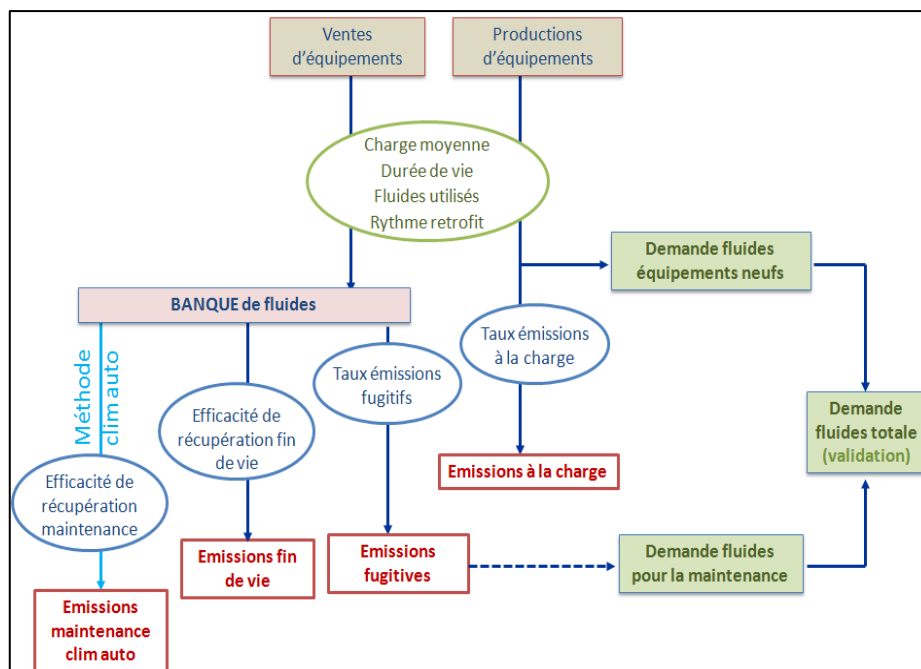 Ventes
d'équipements
Productions
d'équipements
Charge moyenne
Durée de vie
Fluides utilisés
Rythme retrofit
Demande fluides
équipements neufs
BANQUE de fluides
Taux émissions
à la charge
Méthode
clim auto
Taux émissions
fugitifs
Efficacité de
récupération fin
de vie
Demande
fluides totale
(validation)
Efficacité de
récupération
maintenance
Emissions à la charge
Emissions fin
de vie
Emissions
fugitives
Demande fluides
pour la maintenance
Emissions
maintenance
clim auto